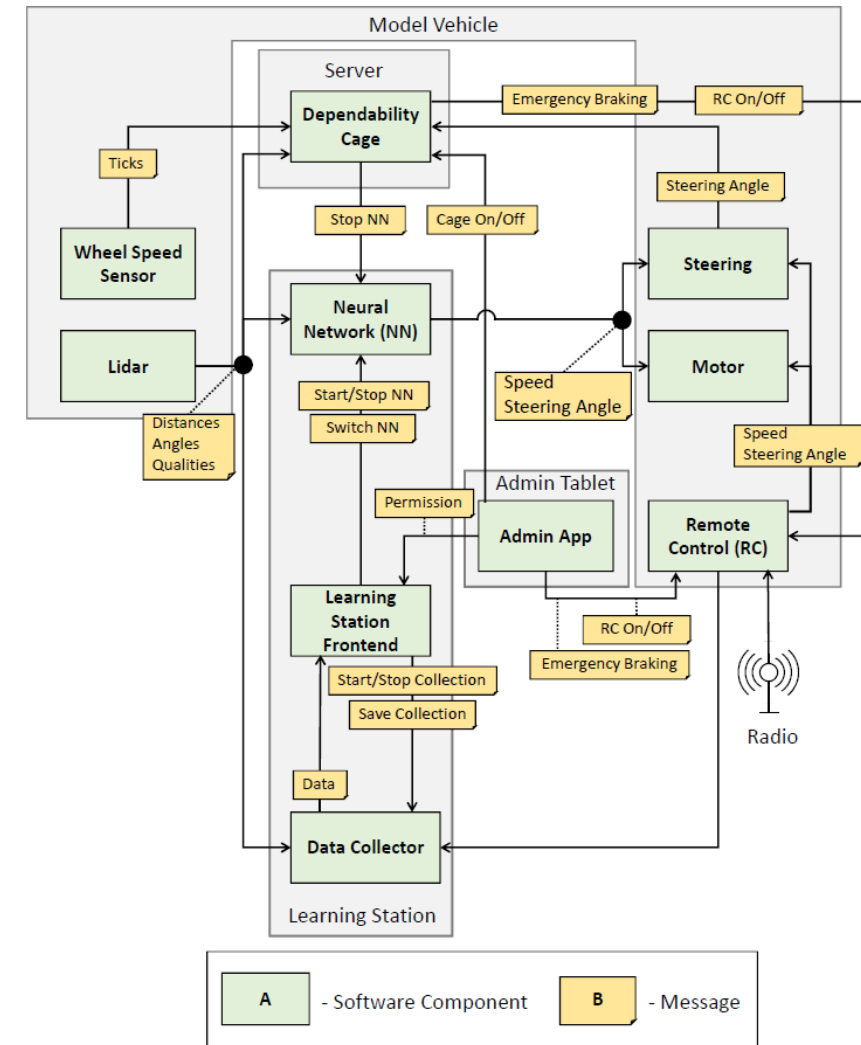 Model Vehicle
Server
Dependability
Cage
Emergency Braking
RC On/Off
Ticks
Steering Angle
Stop NN
Cage On/Off
Wheel Speed
Sensor
Steering
Neural
Network (NN)
Lidar
Motor
Start/Stop NN
Switch NN
Speed
Steering Angle
Distances
Angles
Qualities
Speed
Steering Angle
Admin Tablet
Permission
Admin App
Remote
Control (RC)
Learning
Station
Frontend
RC On/Off
Emergency Braking
Start/Stop Collection
Save Collection
Radio
Data
Data Collector
Learning Station
A
- Software Component
B
- Message